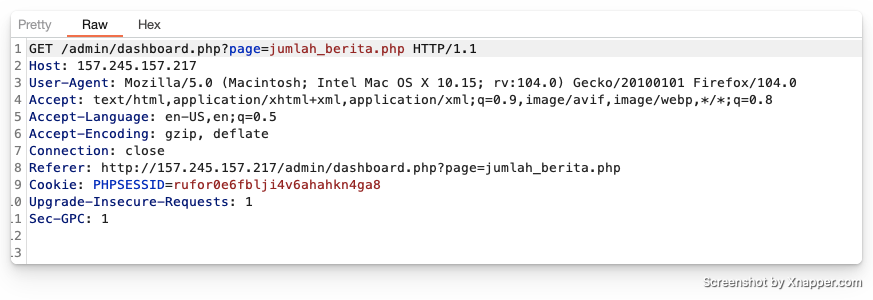 Pretty Raw Hex
1 GET /admin/dashboard.php?page=jumlah_berita.php HTTP/1.1
2 Host: 157.245.157.217
3 User-Agent: Mozilla/5.0 (Macintosh; Intel Mac OS X 10.15; rv:104.0) Gecko/20100101 Firefox/104.0
4 Accept: text/html,application/xhtml+xml,application/xml;q=0.9,image/avif,image/webp,*/*;q=0.8
5 Accept-Language: en-US,en;q=0.5
6 Accept-Encoding: gzip, deflate
7 Connection: close
8 Referer: http://157.245.157.217/admin/dashboard.php?page=jumlah_berita.php
9 Cookie: PHPSESSID=rufor0e6fblji4v6ahahkn4ga8
10 Upgrade-Insecure-Requests: 1
11 Sec-GPC: 1
12
13
Screenshot by Xnapper.com